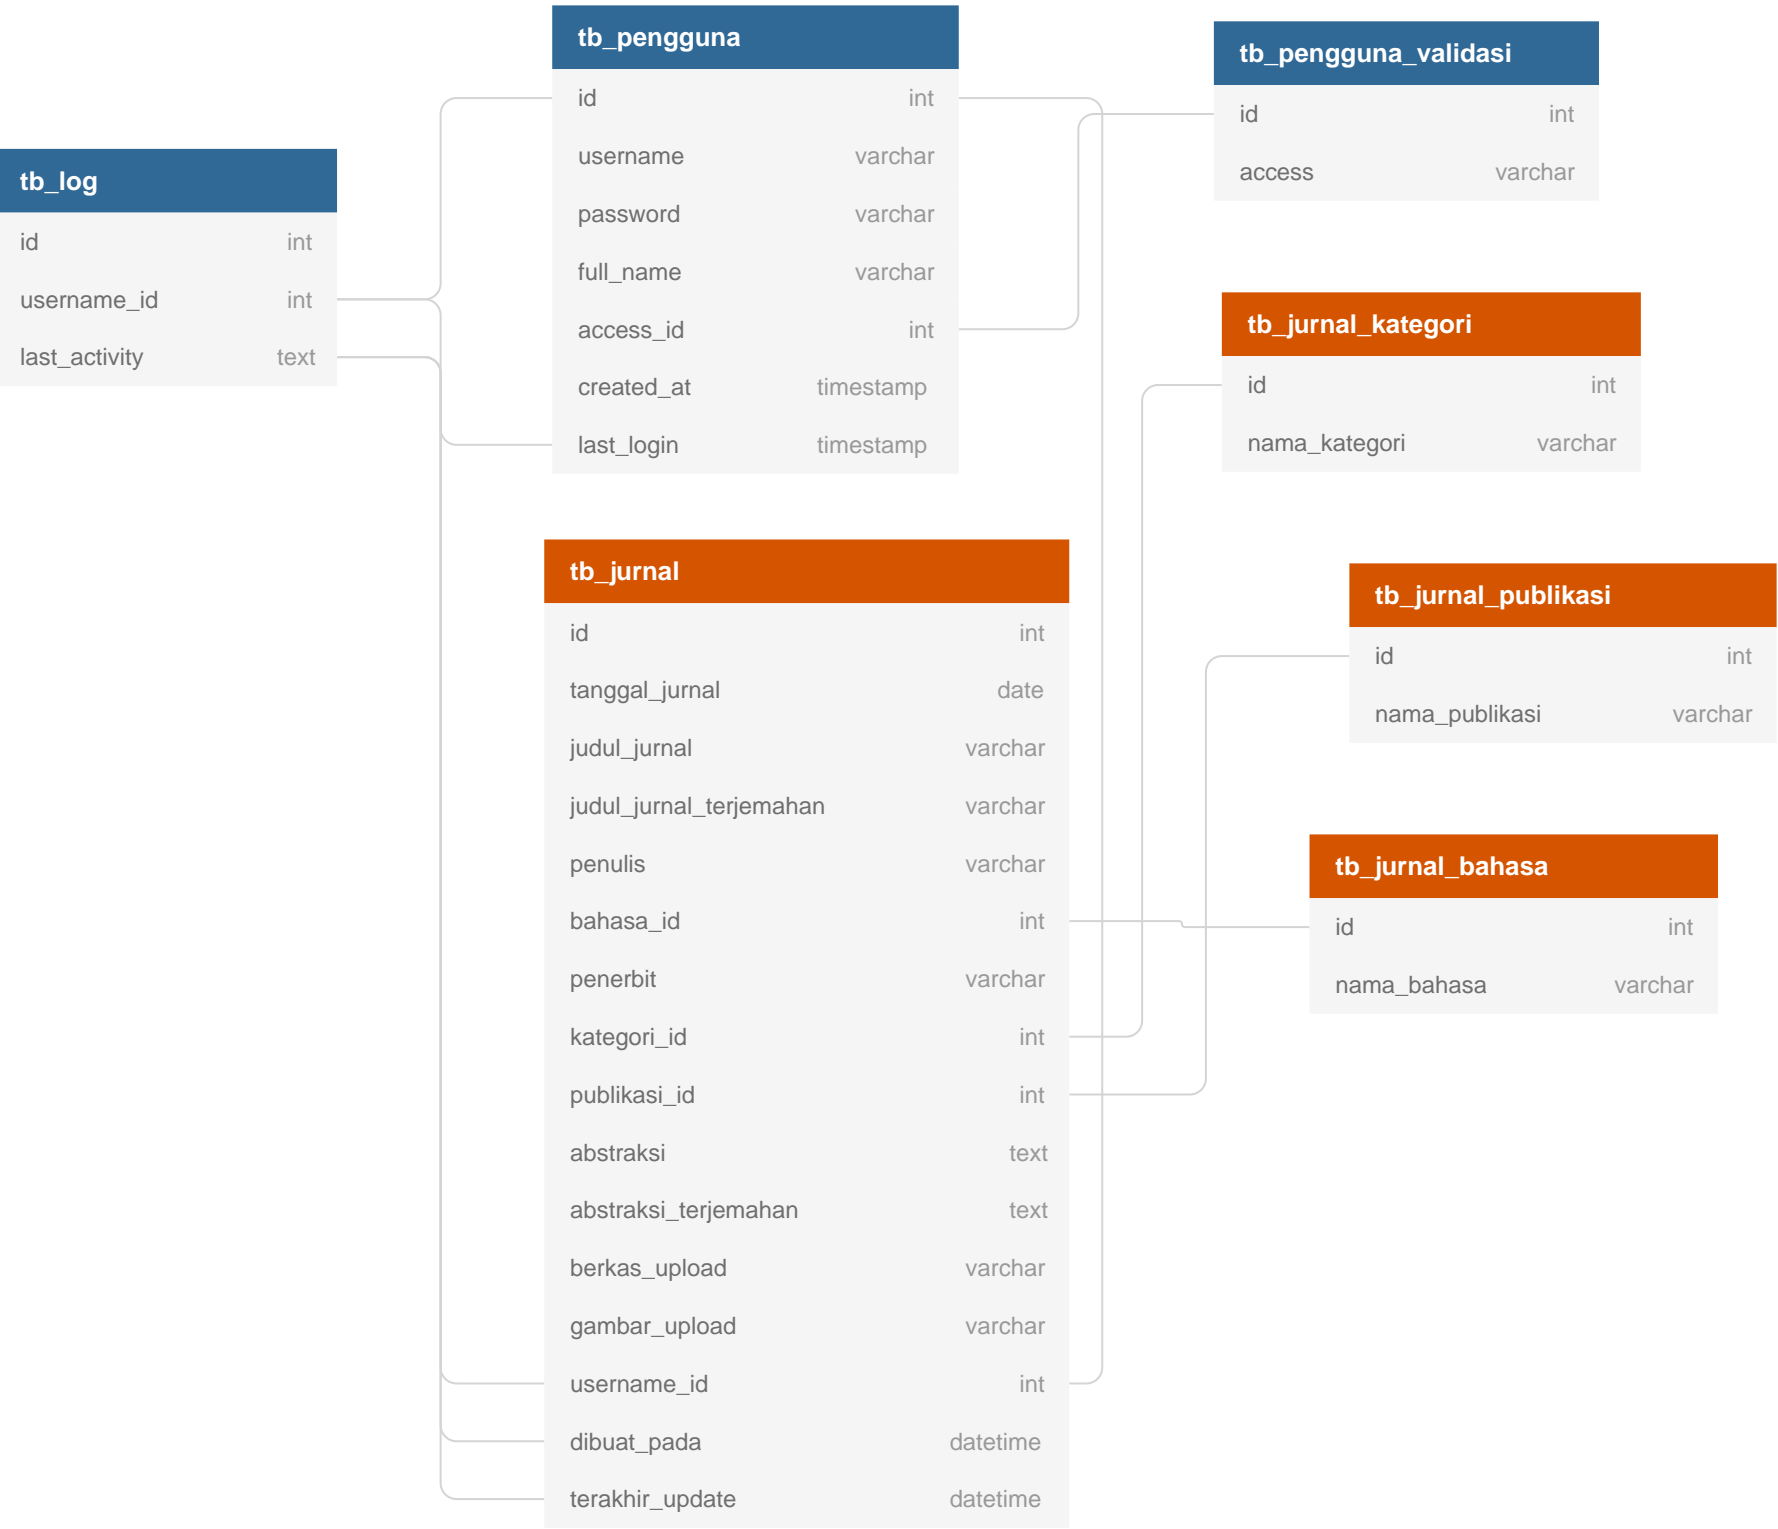 tb_log
id int
username_id int
last_activity text
tb_pengguna
id int
username varchar
password varchar
full_name varchar
access_id int
created_at timestamp
last_login timestamp
tb_pengguna_validasi
id int
access varchar
tb_jurnal_kategori
id int
nama_kategori varchar
tb_jurnal
id int
tanggal_jurnal date
judul_jurnal varchar
judul_jurnal_terjemahan varchar
penulis varchar
bahasa_id int
penerbit varchar
kategori_id int
publikasi_id int
abstraksi text
abstraksi_terjemahan text
berkas_upload varchar
gambar_upload varchar
username_id int
dibuat_pada datetime
terakhir_update datetime
tb_jurnal_publikasi
id int
nama_publikasi varchar
tb_jurnal_bahasa
id int
nama_bahasa varchar